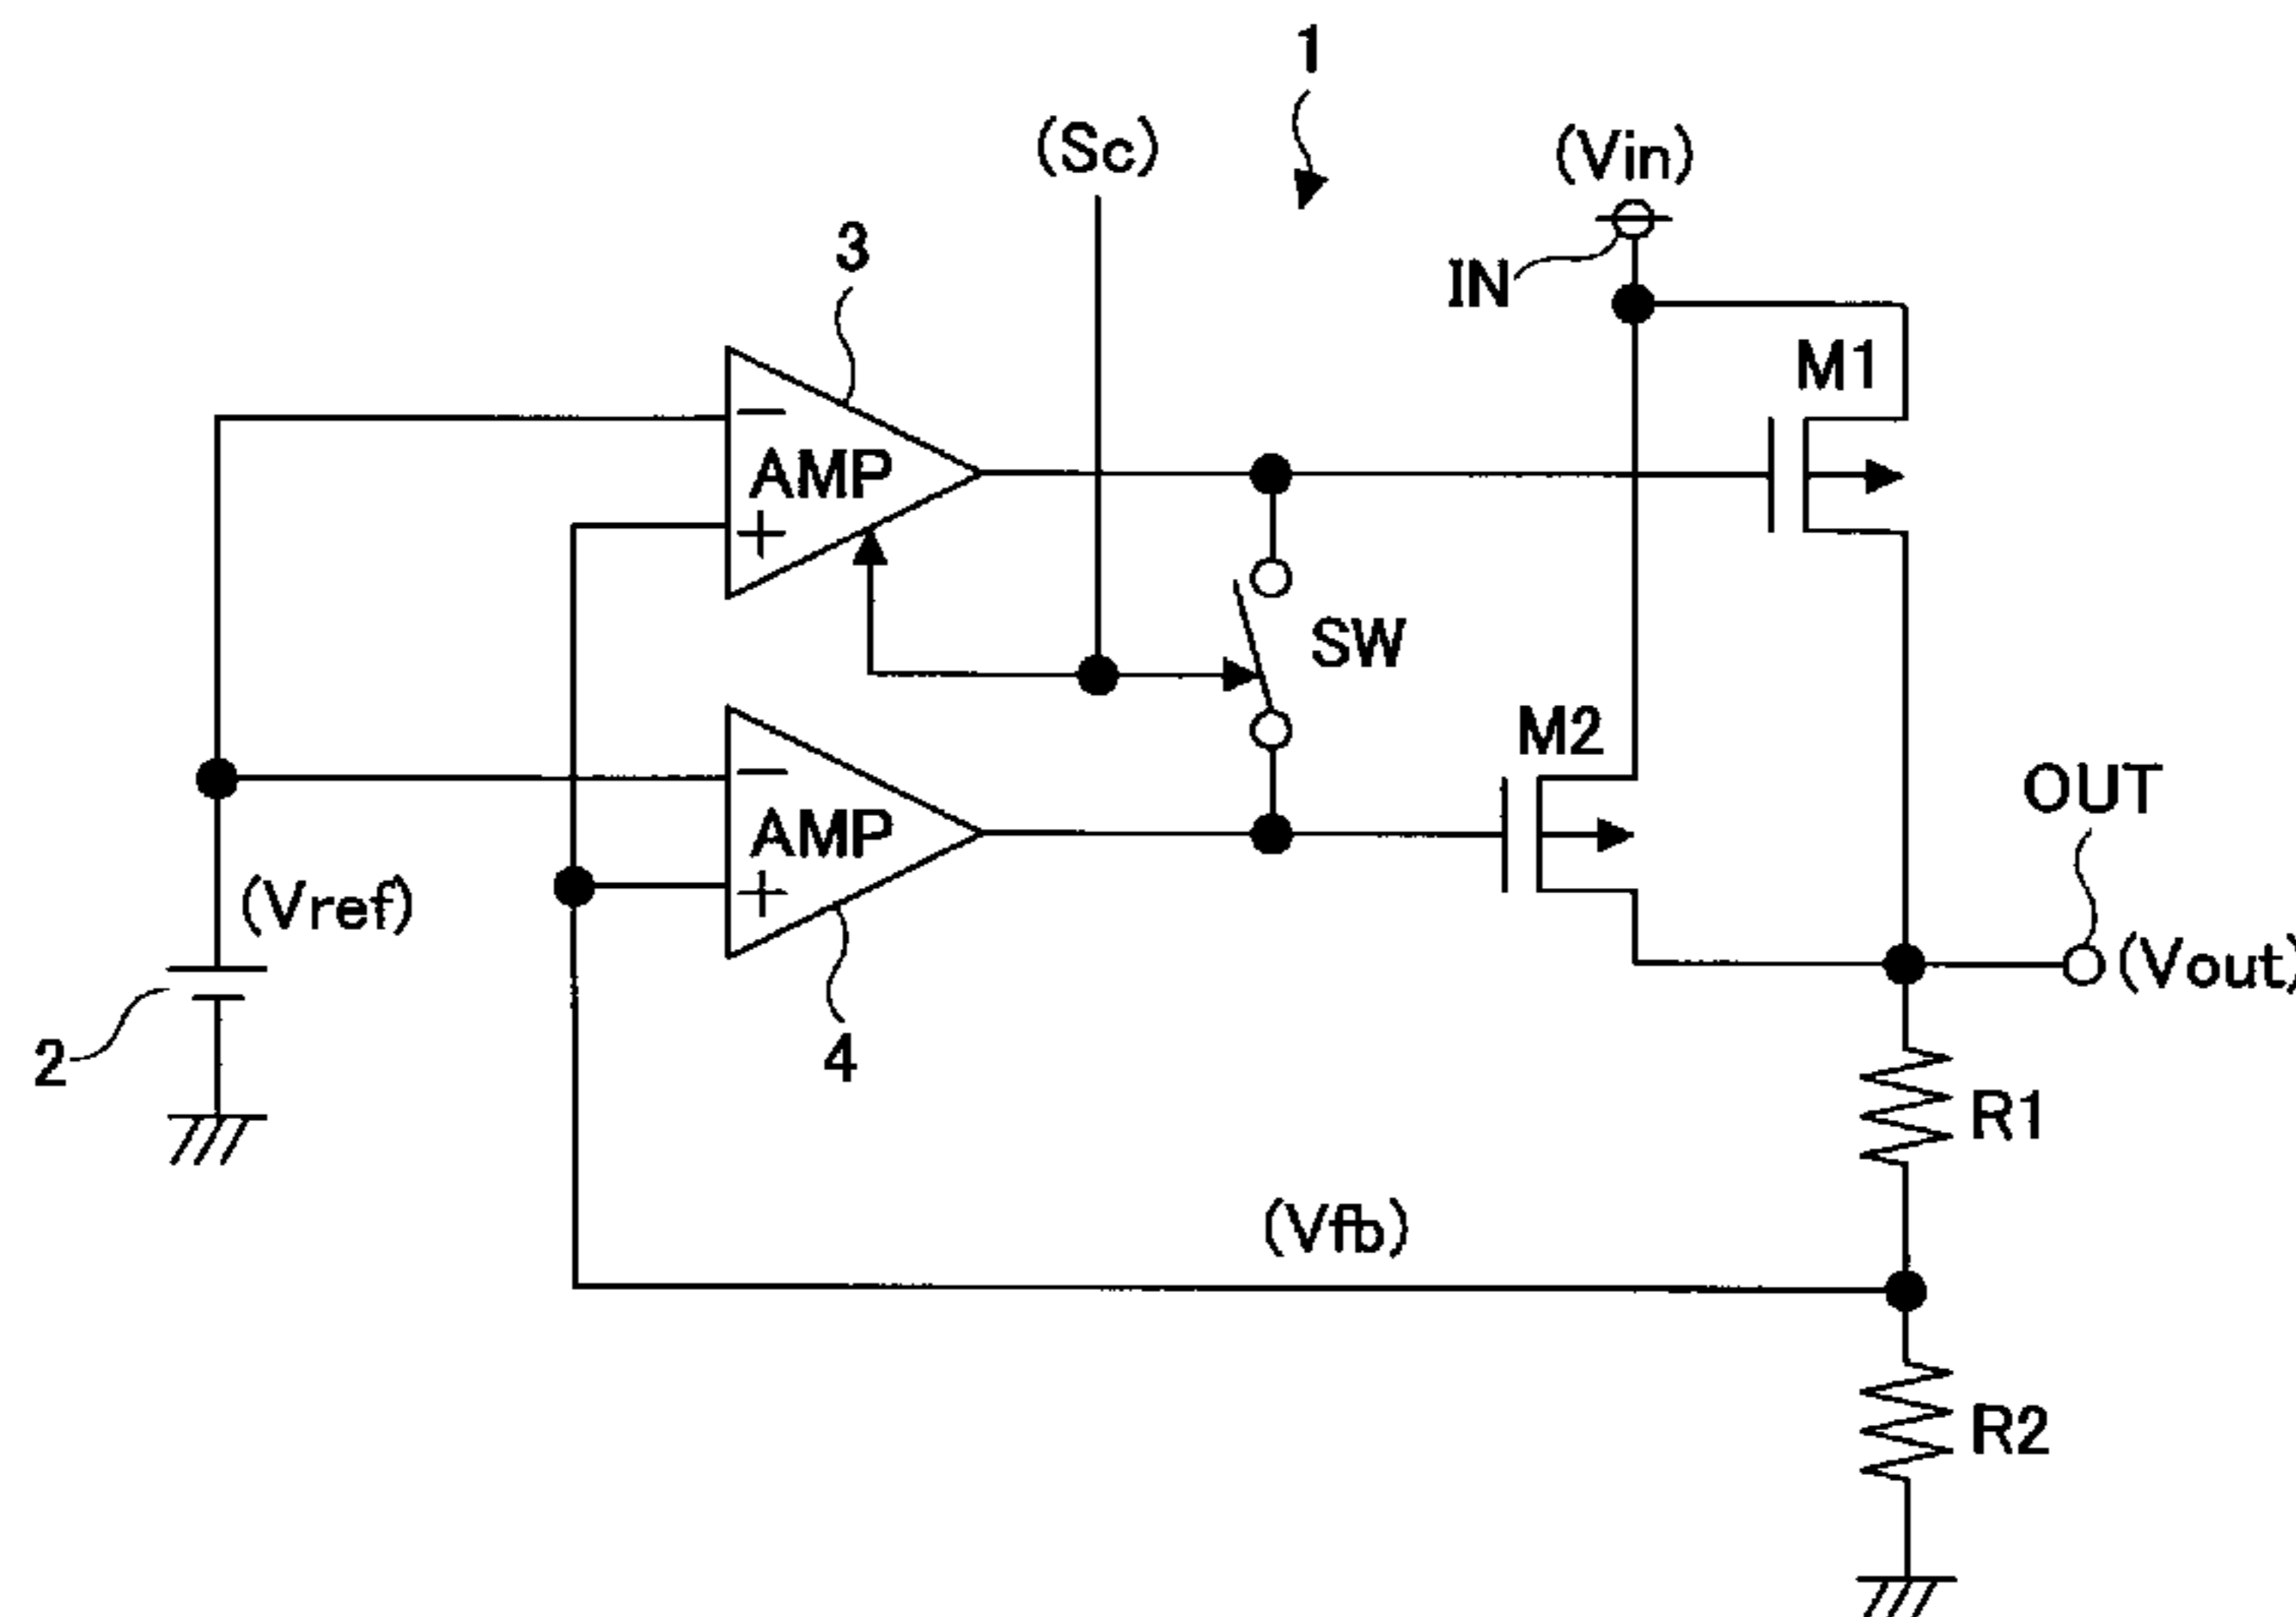 1
(Sc)
(Vin)
3
IN
M1
−
AMP
+
SW
M2
−
AMP
+
OUT
(Vref)
(Vout)
2
4
R1
(Vfb)
R2